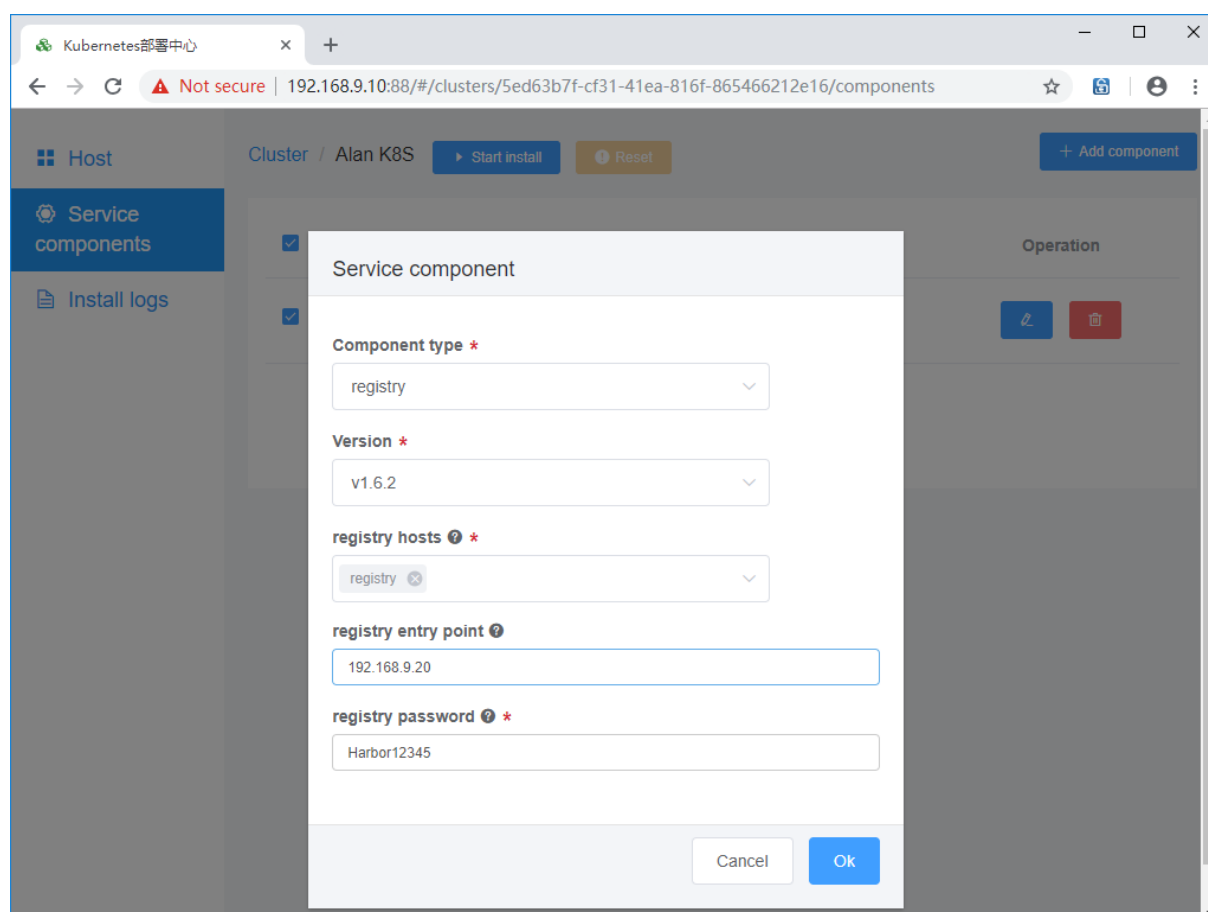 Kubernetes部署中心
Not secure 192.168.9.10:88/#/clusters/5ed63b7f-cf31-41ea-816f-865466212e16/components
Host
Cluster / Alan K8S
Start install
Reset
+ Add component
Service
components
Operation
Install logs
Service component
Component type *
registry
Version *
v1.6.2
registry hosts *
registry
registry entry point
192.168.9.20
registry password *
Harbor12345
Cancel
Ok